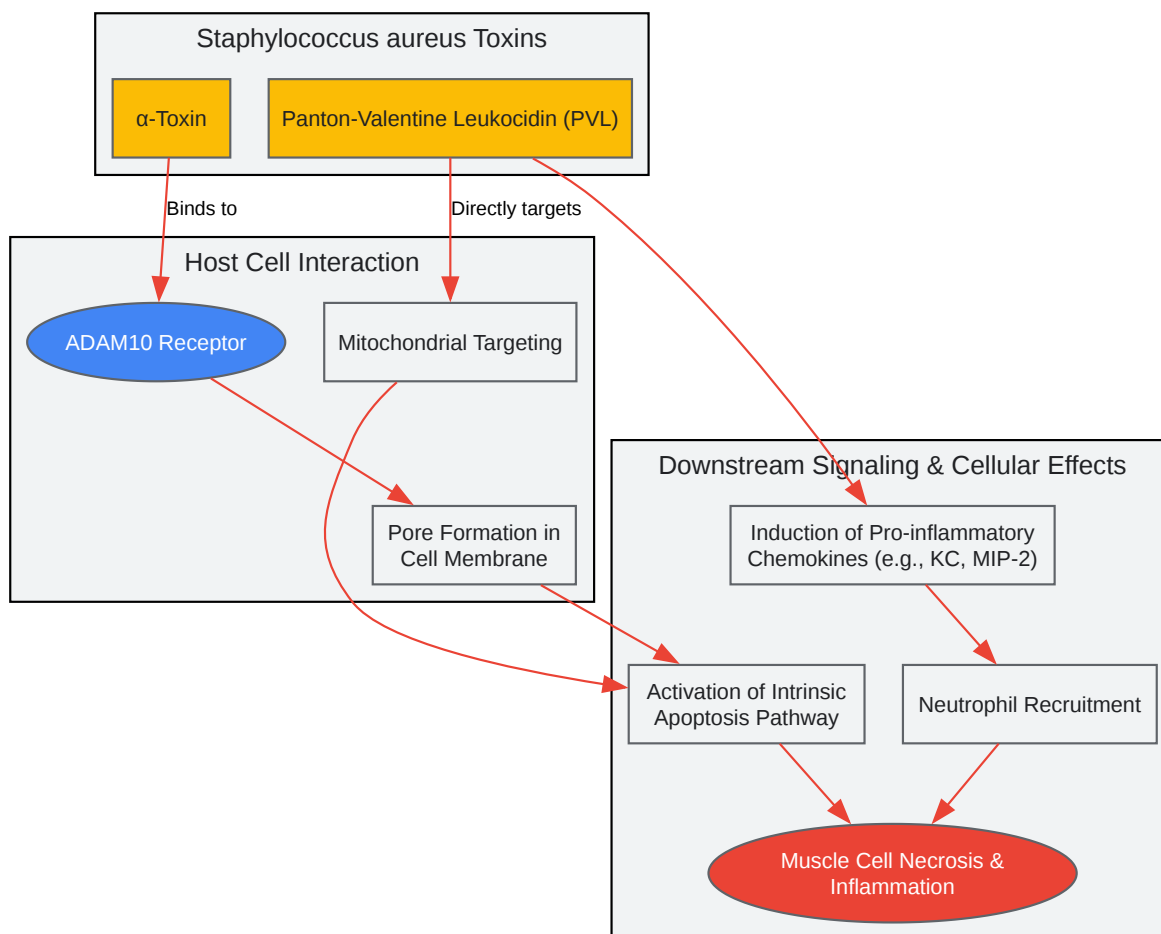 Staphylococcus aureus Toxins
α-Toxin
Panton-Valentine Leukocidin (PVL)
Binds to
Directly targets
Host Cell Interaction
ADAM10 Receptor
Mitochondrial Targeting
Downstream Signaling & Cellular Effects
Pore Formation in
Cell Membrane
Induction of Pro-inflammatory
Chemokines (e.g., KC, MIP-2)
Activation of Intrinsic
Apoptosis Pathway
Neutrophil Recruitment
Muscle Cell Necrosis &
Inflammation